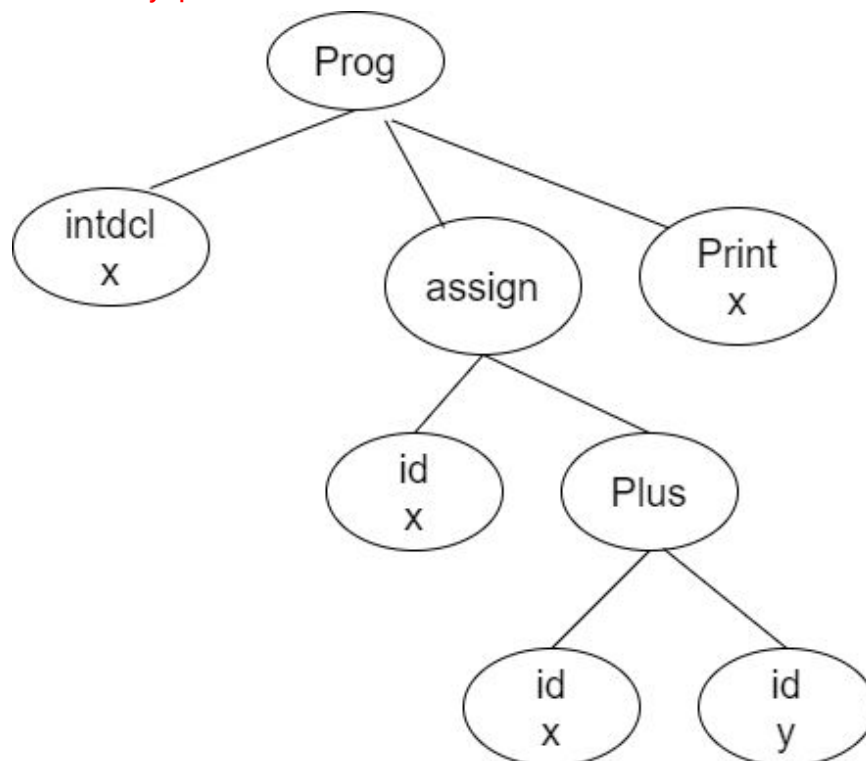 Prog
intdcl
x
assign
Print
x
id
x
Plus
id
x
id
y